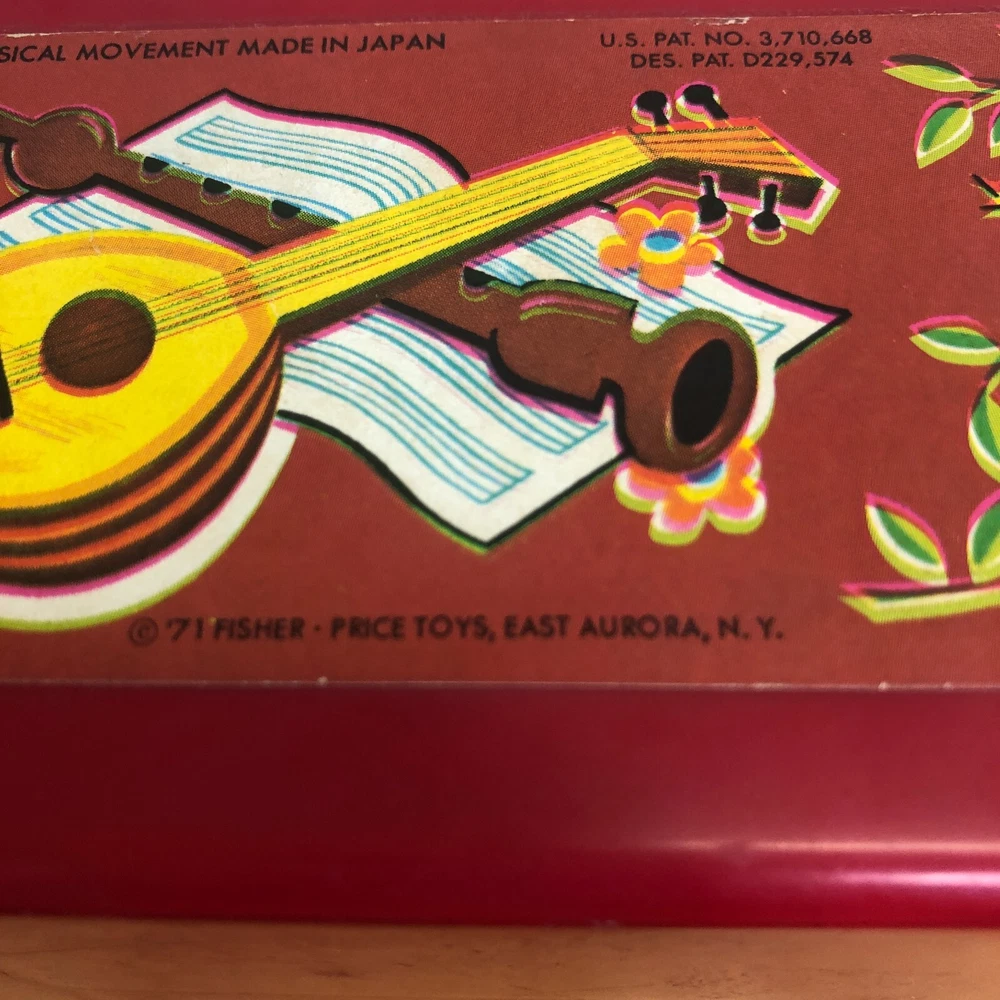 SICAL MOVEMENT MADE IN JAPAN
U.S. PAT. NO. 3,710,668
DES. PAT. D229,574
© '71 FISHER · PRICE TOYS, EAST AURORA, N. Y.